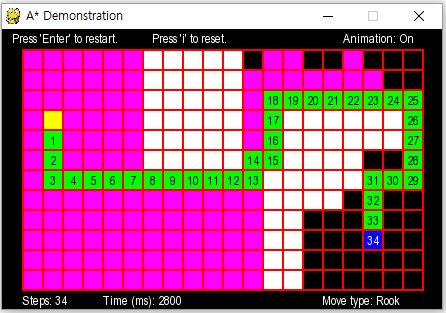 A* Demonstration
Press 'Enter' to restart. Press 'i' to reset. Animation: On
18 19 20 21 22 23 24 25
17 26
1 16 27
2 14 15 28
3 4 5 6 7 8 9 10 11 12 13 31 30 29
32
33
34
Steps: 34 Time (ms): 2800 Move type: Rook